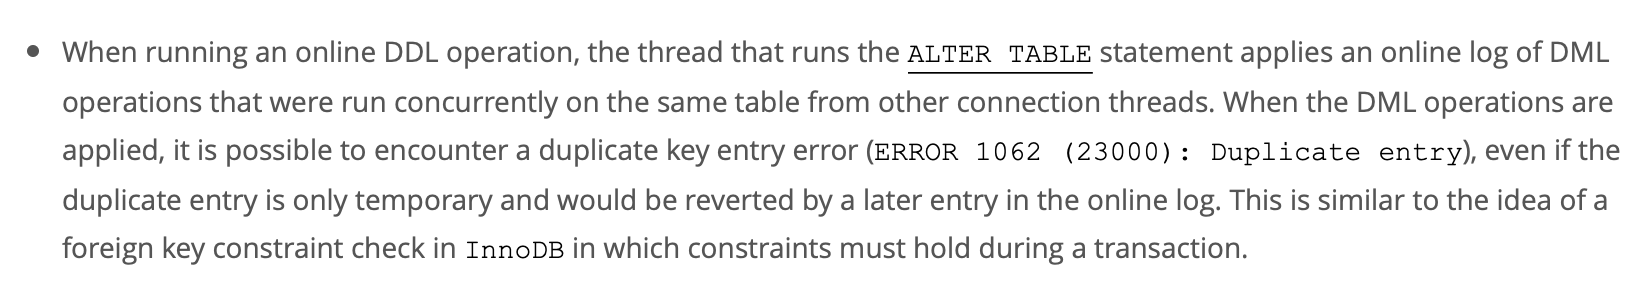 • When running an online DDL operation, the thread that runs the ALTER TABLE statement applies an online log of DML
operations that were run concurrently on the same table from other connection threads. When the DML operations are
applied, it is possible to encounter a duplicate key entry error (ERROR 1062 (23000): Duplicate entry), even if the
duplicate entry is only temporary and would be reverted by a later entry in the online log. This is similar to the idea of a
foreign key constraint check in InnoDB in which constraints must hold during a transaction.